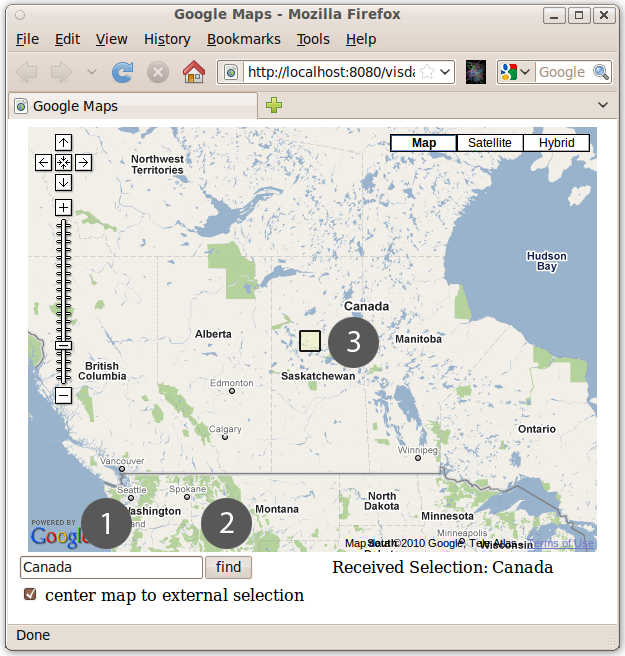 Google Maps - Mozilla Firefox
File Edit View History Bookmarks Tools Help
http://localhost:8080/visda
Google
Google Maps
Map Satellite Hybrid
Northwest
Territories
Hudson
Bay
Canada
Alberta
3
Manitoba
British
Columbia
Saskatchewan
Edmonton
Calgary
Ontario
Winnipeg
Vancouver
Seattle Spokane
1
2
Washington
Montana
North
Dakota
Minnesota
Minneapolis
Wisconsin
POWERED BY
Google
Map data ©2010 Google, Tele Atlas - Terms of Use
Canada find
Received Selection: Canada
center map to external selection
Done